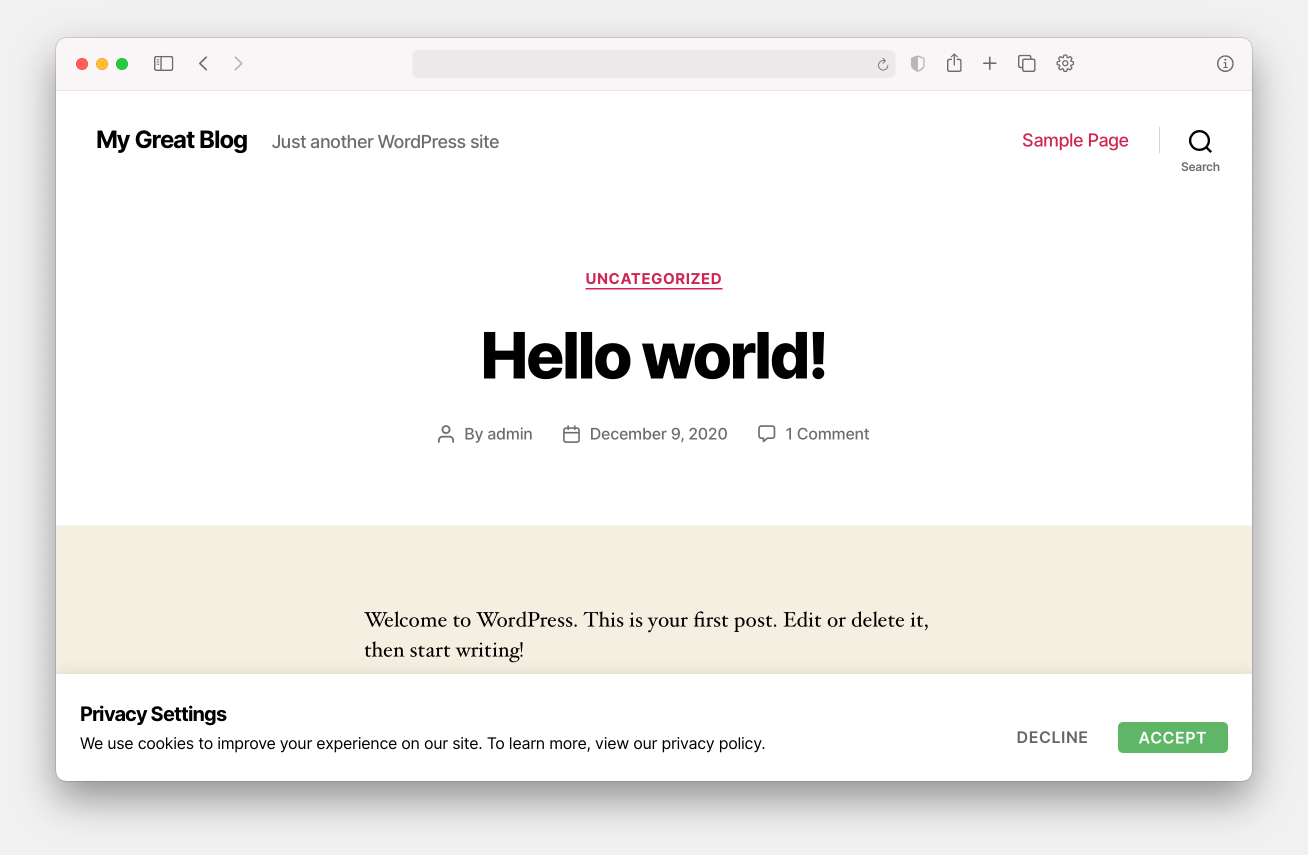 My Great Blog
Just another WordPress site
Sample Page
Search
UNCATEGORIZED
Hello world!
By admin
December 9, 2020
1 Comment
Welcome to WordPress. This is your first post. Edit or delete it,
then start writing!
Privacy Settings
We use cookies to improve your experience on our site. To learn more, view our privacy policy.
DECLINE
ACCEPT